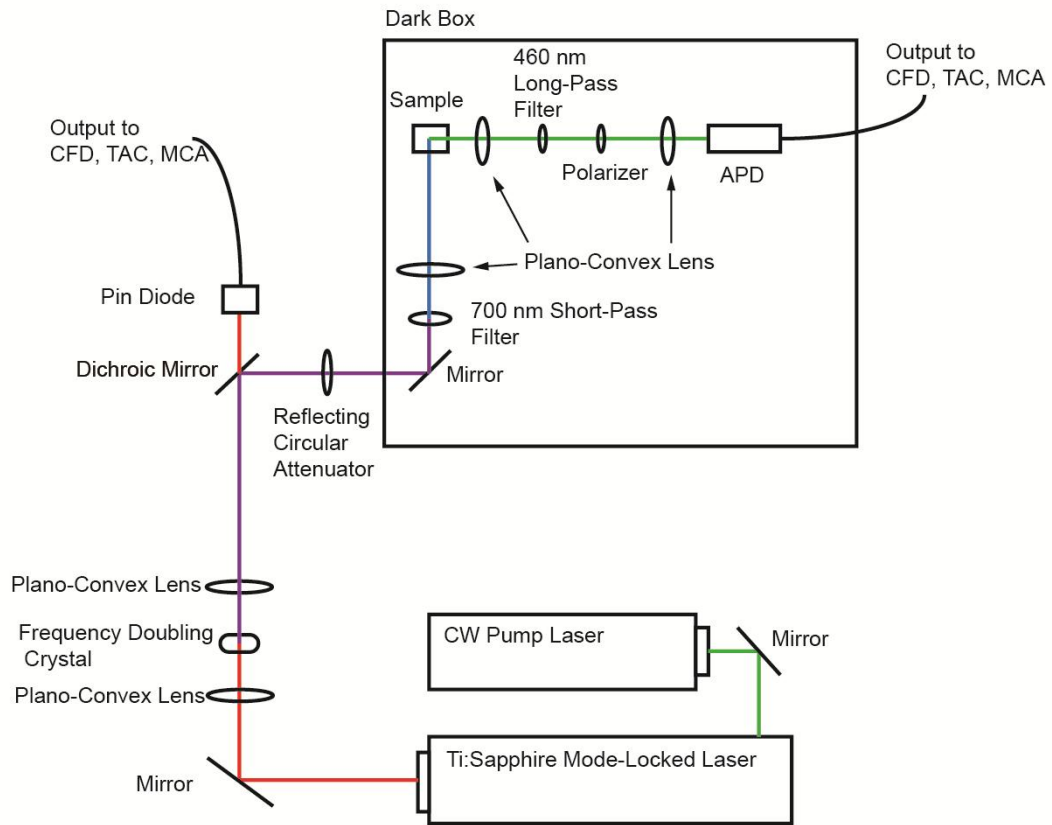 Dark Box
460 nm
Long-Pass
Filter
Output to
CFD, TAC, MCA
Sample
Output to
CFD, TAC, MCA
Polarizer
APD
Plano-Convex Lens
Pin Diode
700 nm Short-Pass
Filter
Dichroic Mirror
Mirror
Reflecting
Circular
Attenuator
Plano-Convex Lens
Frequency Doubling
Crystal
Plano-Convex Lens
CW Pump Laser
Mirror
Ti:Sapphire Mode-Locked Laser
Mirror